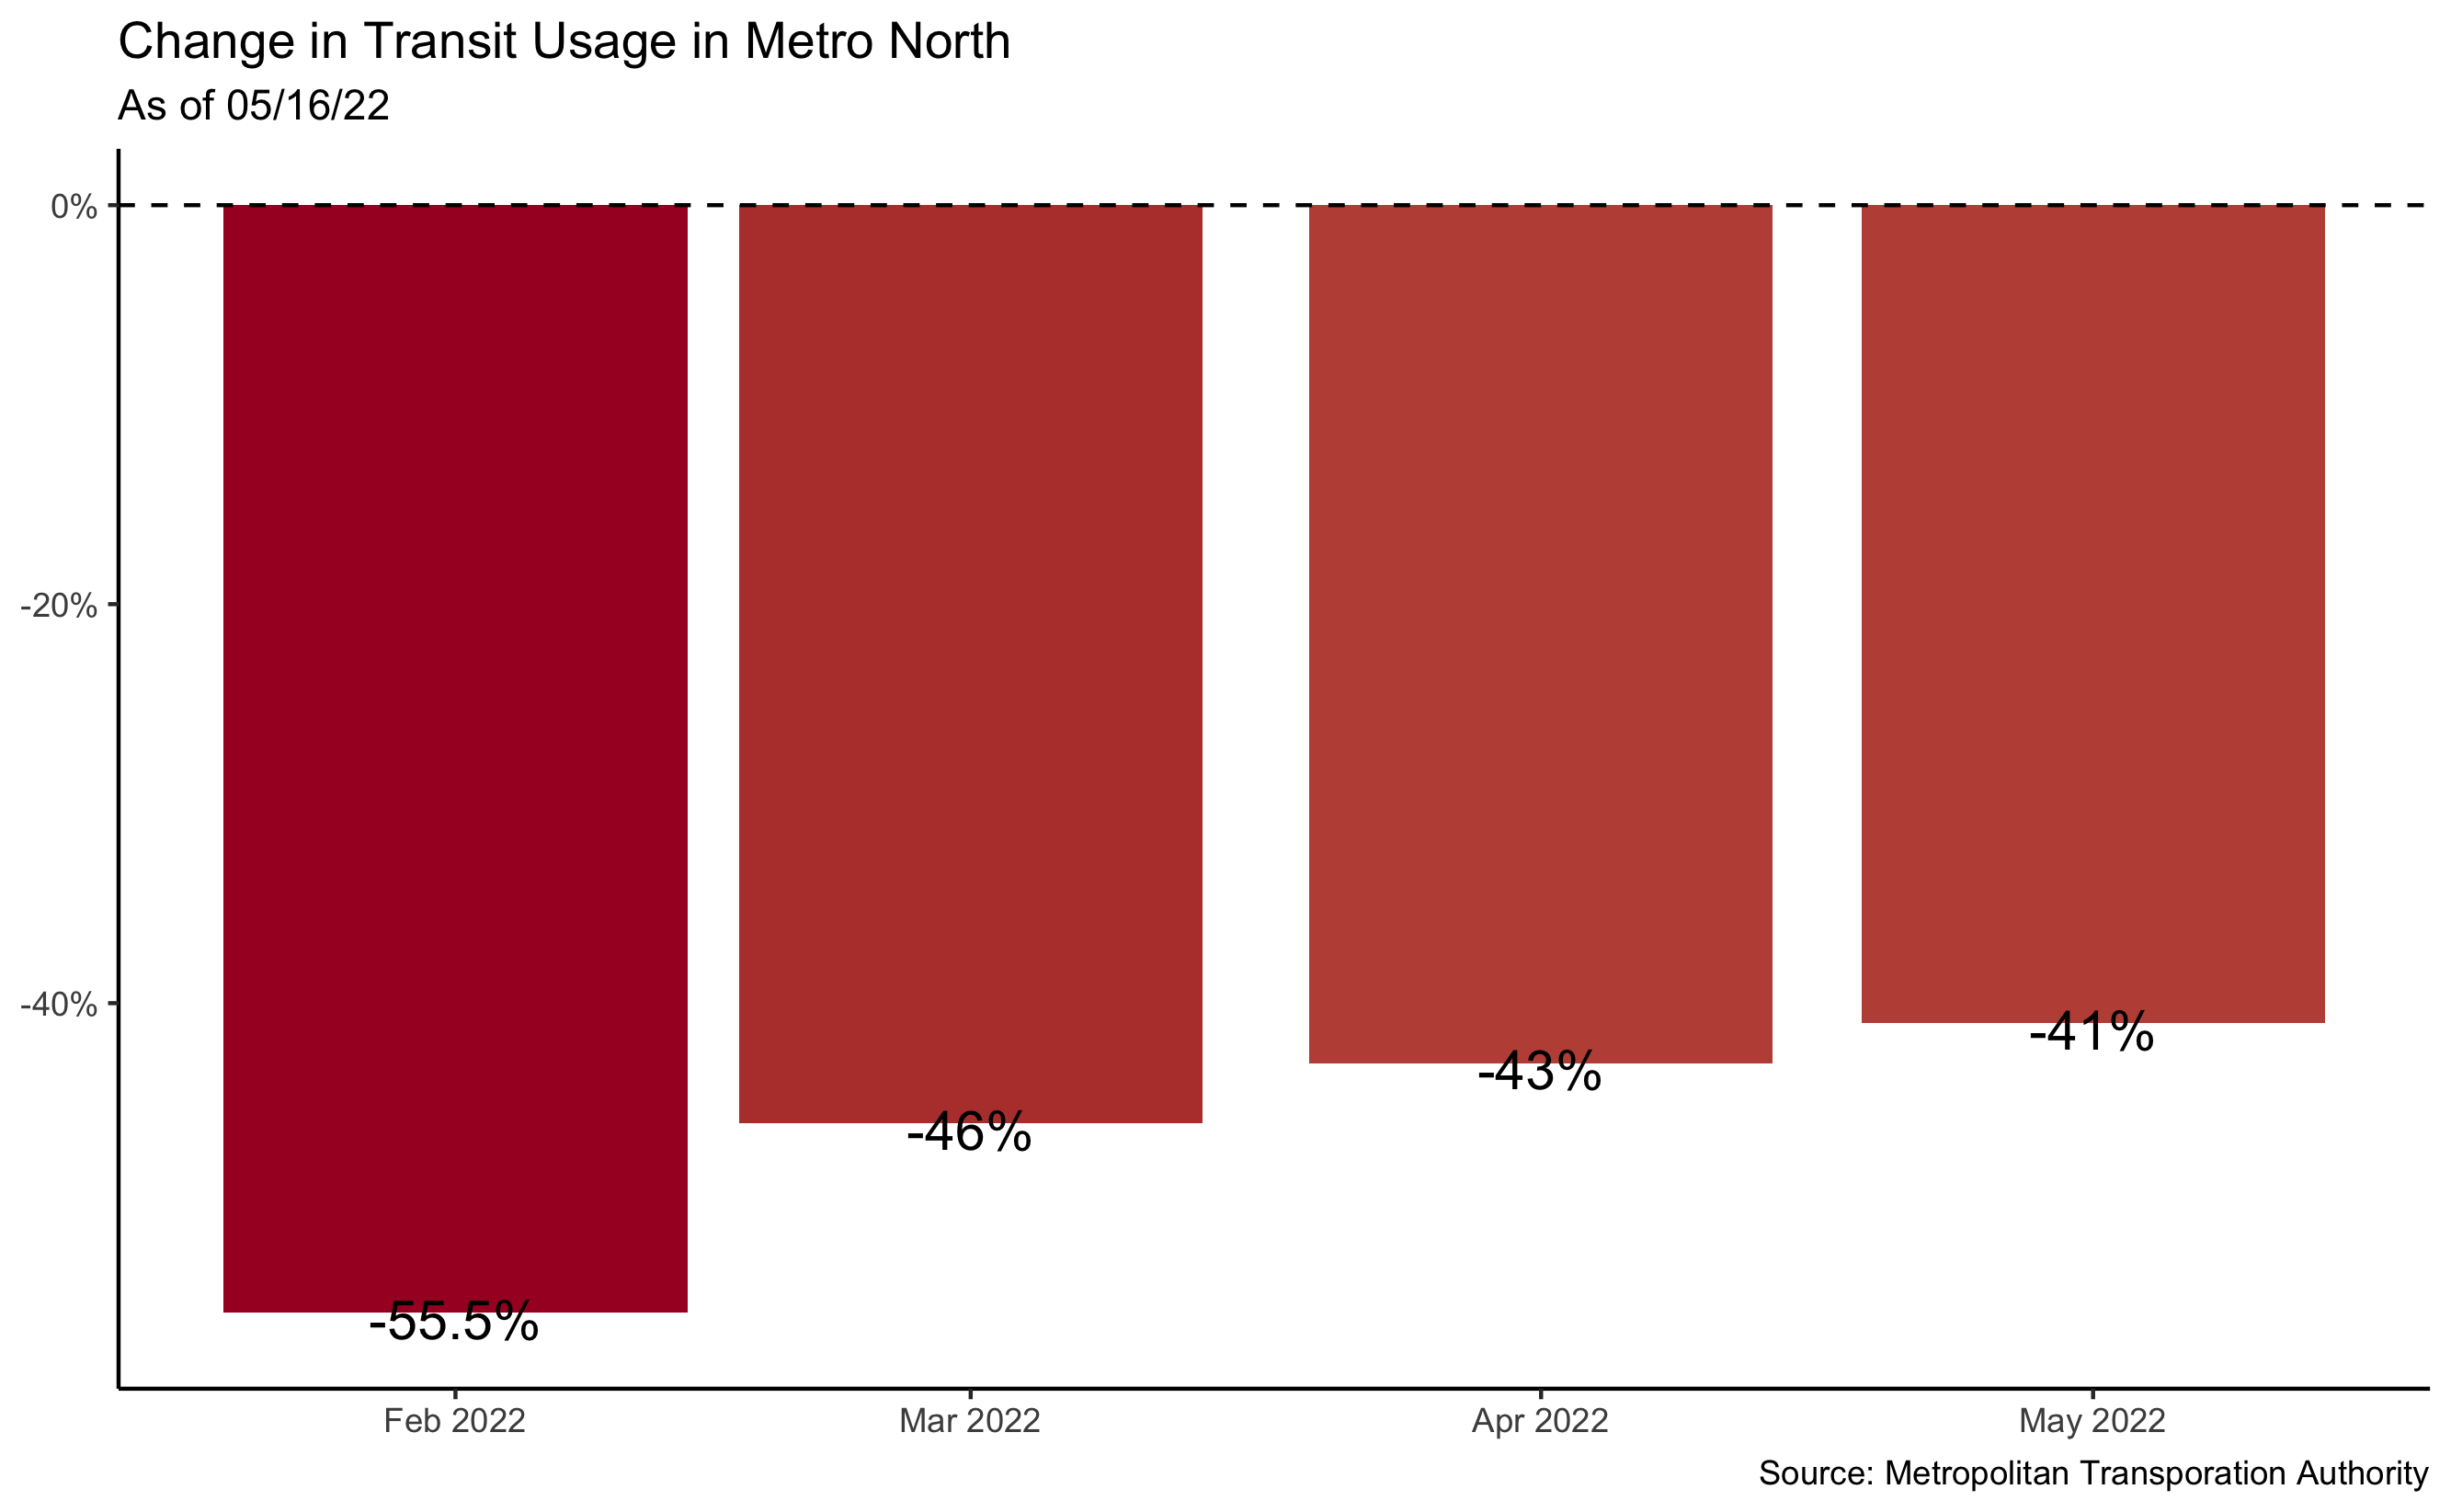 Change in Transit Usage in Metro North
As of 05/16/22
0%
-20%
-40%
-55.5%
-46%
-43%
-41%
Feb 2022
Mar 2022
Apr 2022
May 2022
Source: Metropolitan Transporation Authority